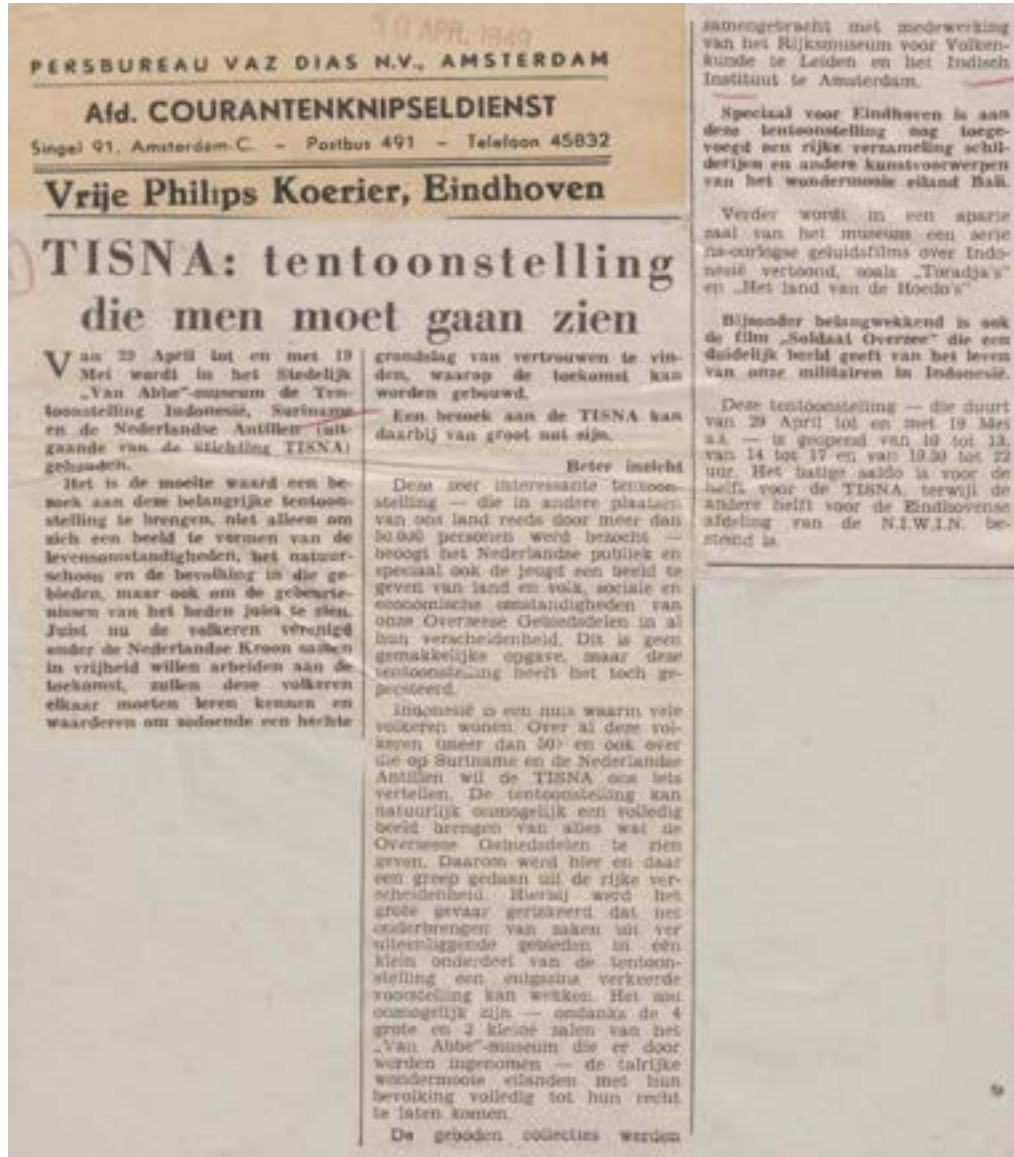 30 APR. 1949
PERSBUREAU VAZ DIAS N.V., AMSTERDAM
Afd. COURANTENKNIPSELDIENST
Singel 91, Amsterdam-C. – Postbus 491 – Telefoon 45832
Vrije Philips Koerier, Eindhoven
TISNA: tentoonstelling
die men moet gaan zien
Van 29 April tot en met 19
Mei wordt in het Stedelijk
„Van Abbe”-museum de Ten-
toonstelling Indonesië, Suriname
en de Nederlandse Antillen (uit-
gaande van de Stichting TISNA)
gehouden.
Het is de moeite waard een be-
zoek aan deze belangrijke tentoon-
stelling te brengen, niet alleen om
zich een beeld te vormen van de
levensomstandigheden, het natuur-
schoon en de bevolking in die ge-
bieden, maar ook om de gebeurte-
nissen van het heden juist te zien.
Juist nu de volkeren verenigd
onder de Nederlandse Kroon samen
in vrijheid willen arbeiden aan de
toekomst, zullen deze volkeren
elkaar moeten leren kennen en
waarderen om zodoende een hechte
grondslag van vertrouwen te vin-
den, waarop de toekomst kan
worden gebouwd.
Een bezoek aan de TISNA kan
daarbij van groot nut zijn.
Beter inzicht
Deze zeer interessante tentoon-
stelling — die in andere plaatsen
van ons land reeds door meer dan
50.000 personen werd bezocht —
beoogt het Nederlandse publiek en
speciaal ook de jeugd een beeld te
geven van land en volk, sociale en
economische omstandigheden van
onze Overzeese Gebiedsdelen in al
hun verscheidenheid. Dit is geen
gemakkelijke opgave, maar deze
tentoonstelling heeft het toch ge-
presteerd.
Indonesië is een huis waarin vele
volkeren wonen. Over al deze vol-
keren (meer dan 50) en ook over
die op Suriname en de Nederlandse
Antillen wil de TISNA ons iets
vertellen. De tentoonstelling kan
natuurlijk onmogelijk een volledig
beeld brengen van alles wat de
Overzeese Gebiedsdelen te zien
geven. Daarom werd hier en daar
een greep gedaan uit de rijke ver-
scheidenheid. Hierbij werd het
grote gevaar geriskeerd dat het
onderbrengen van zaken uit ver
uiteenliggende gebieden in één
klein onderdeel van de tentoon-
stelling een enigszins verkeerde
voorstelling kan wekken. Het zou
onmogelijk zijn — ondanks de 4
grote en 2 kleine zalen van het
„Van Abbe”-museum die er door
worden ingenomen — de talrijke
wondermooie eilanden met hun
bevolking volledig tot hun recht
te laten komen.
De geboden collecties werden
samengebracht met medewerking
van het Rijksmuseum voor Volken-
kunde te Leiden en het Indisch
Instituut te Amsterdam.
Speciaal voor Eindhoven is aan
deze tentoonstelling nog toege-
voegd een rijke verzameling schil-
derijen en andere kunstvoorwerpen
van het wondermooie eiland Bali.
Verder wordt in een aparte
zaal van het museum een serie
na-oorlogse geluidsfilms over Indo-
nesië vertoond, zoals „Toradja's”
en „Het land van de Hoedo's”
Bijzonder belangwekkend is ook
de film „Soldaat Overzee” die een
duidelijk beeld geeft van het leven
van onze militairen in Indonesië.
Deze tentoonstelling — die duurt
van 29 April tot en met 19 Mei
a.s. — is geopend van 10 tot 13,
van 14 tot 17 en van 19.30 tot 22
uur. Het batige saldo is voor de
helft voor de TISNA, terwijl de
andere helft voor de Eindhovense
afdeling van de N.I.W.I.N. be-
stemd is.